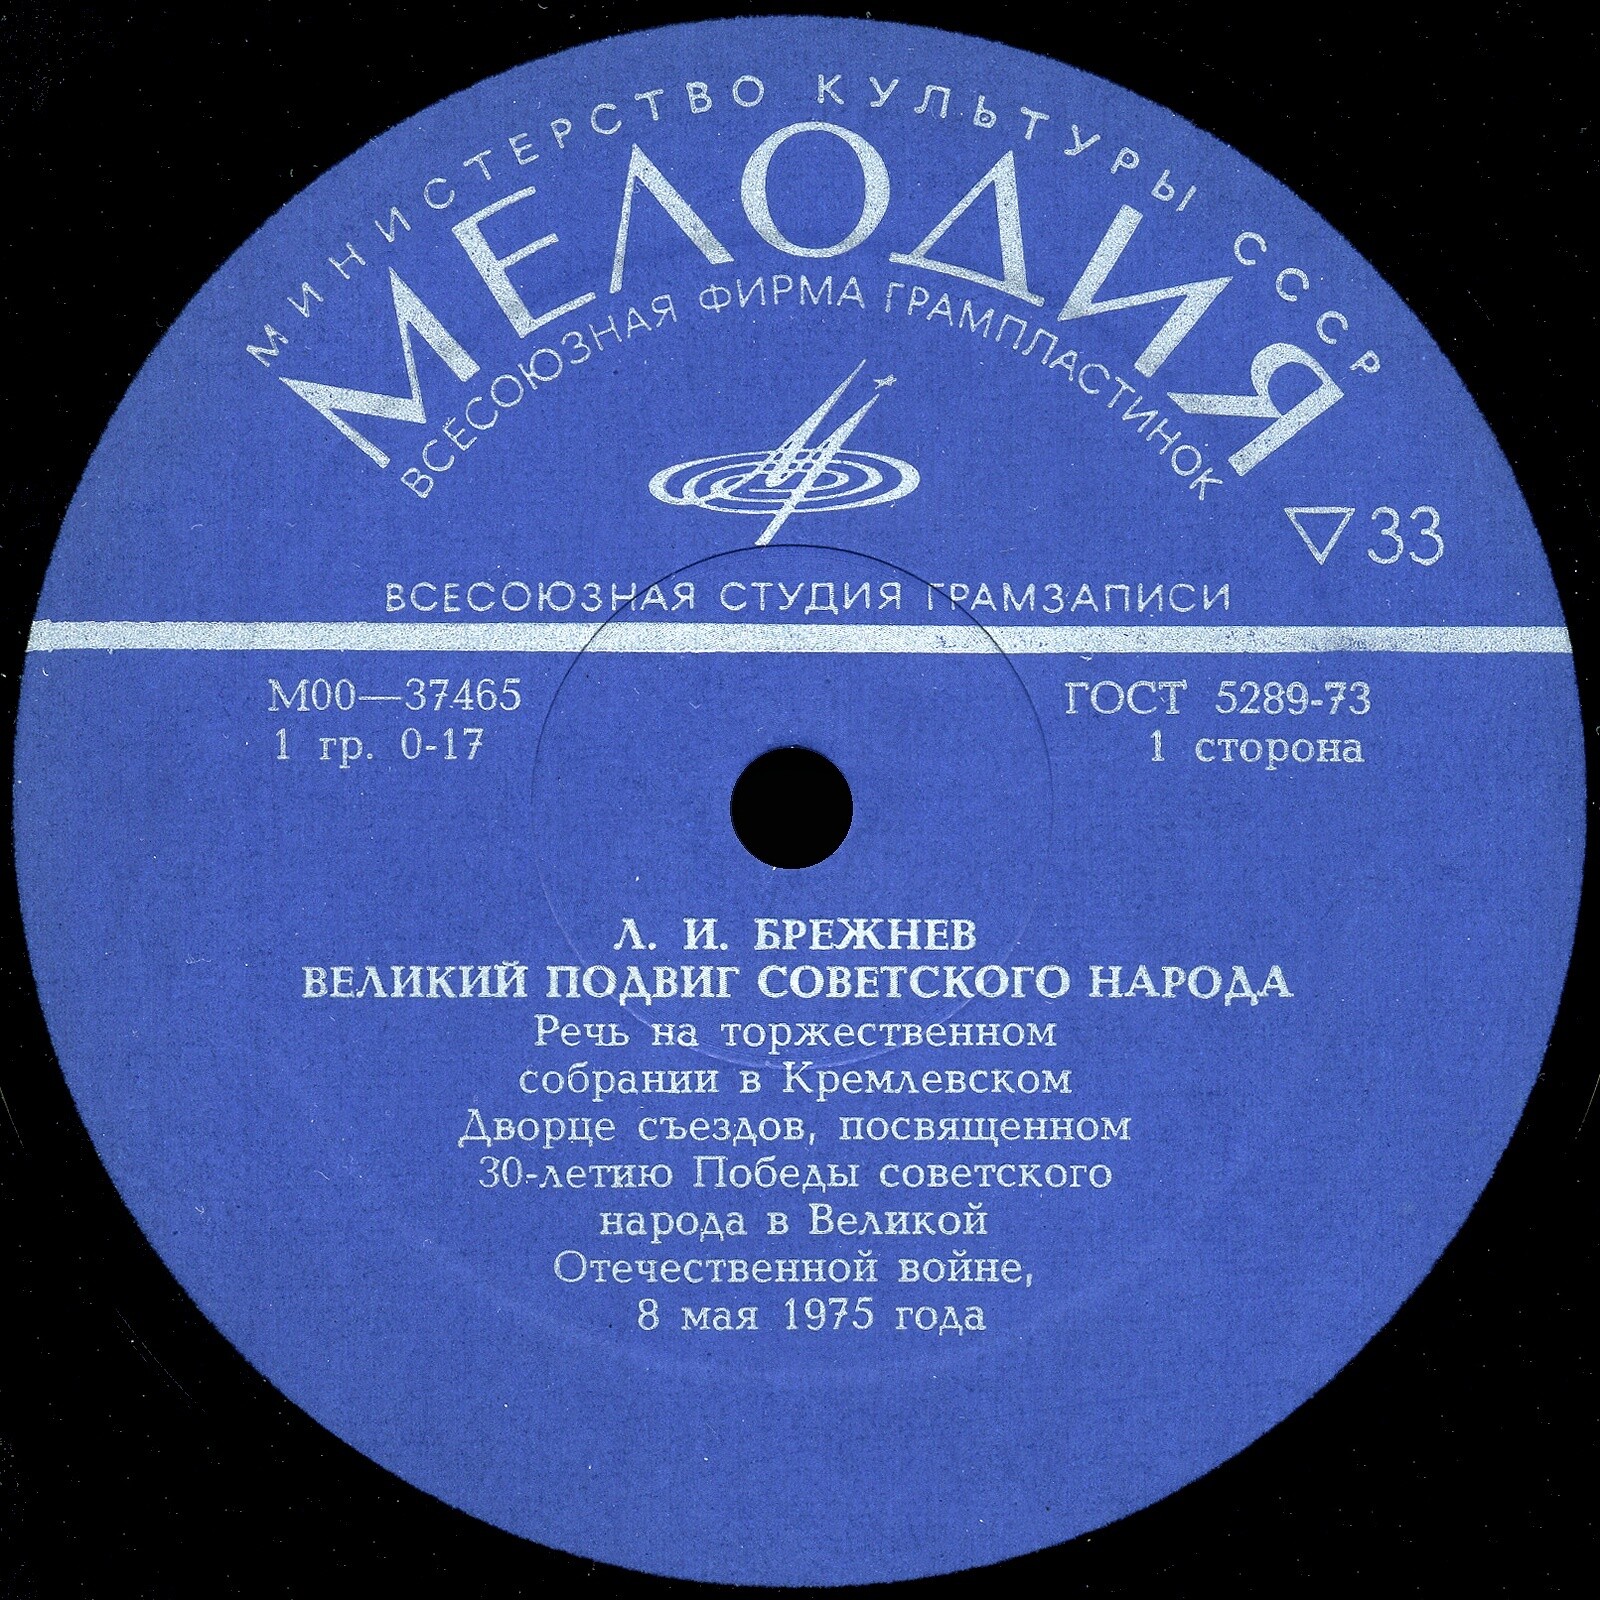 МИНИСТЕРСТВО КУЛЬТУРЫ СССР
МЕЛОДИЯ
ВСЕСОЮЗНАЯ ФИРМА ГРАМПЛАСТИНОК
▽33
ВСЕСОЮЗНАЯ СТУДИЯ ГРАМЗАПИСИ
М00—37465
ГОСТ 5289-73
1 гр. 0-17
1 сторона
Л. И. БРЕЖНЕВ
ВЕЛИКИЙ ПОДВИГ СОВЕТСКОГО НАРОДА
Речь на торжественном
собрании в Кремлевском
Дворце съездов, посвященном
30-летию Победы советского
народа в Великой
Отечественной войне,
8 мая 1975 года